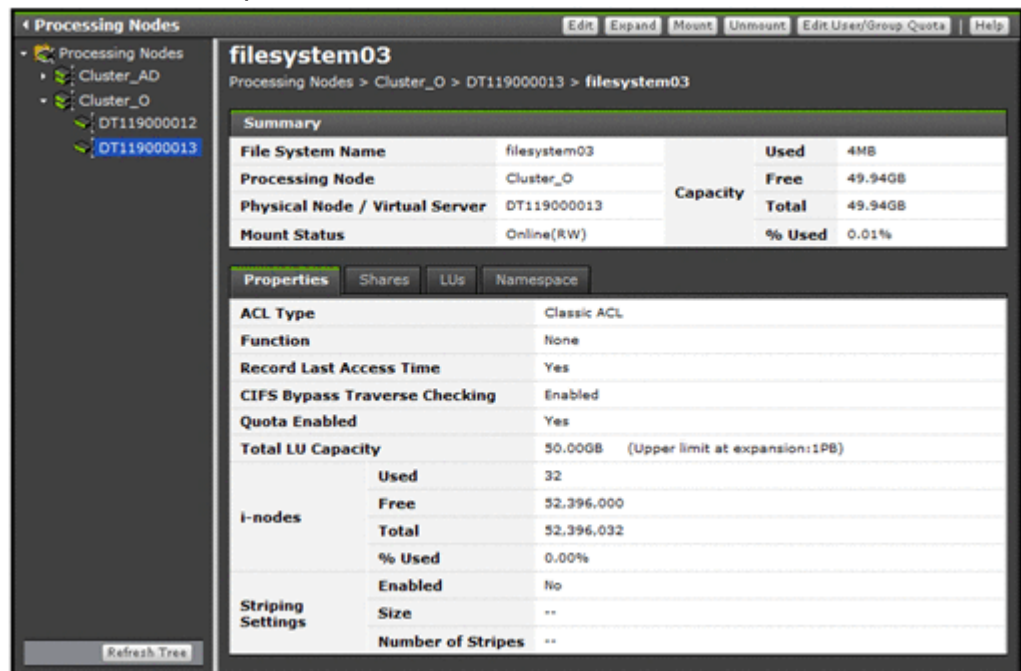 Processing Nodes
Edit Expand Mount Unmount Edit User/Group Quota | Help
Processing Nodes
Cluster_AD
Cluster_O
DT119000012
DT119000013
Refresh Tree
filesystem03
Processing Nodes > Cluster_O > DT119000013 > filesystem03
Summary
File System Name filesystem03
Processing Node Cluster_O
Physical Node / Virtual Server DT119000013
Mount Status Online(RW)
Capacity
Used 4MB
Free 49.94GB
Total 49.94GB
% Used 0.01%
Properties Shares LUs Namespace
ACL Type Classic ACL
Function None
Record Last Access Time Yes
CIFS Bypass Traverse Checking Enabled
Quota Enabled Yes
Total LU Capacity 50.00GB (Upper limit at expansion:1PB)
i-nodes
Used 32
Free 52,396,000
Total 52,396,032
% Used 0.00%
Striping
Settings
Enabled No
Size --
Number of Stripes --